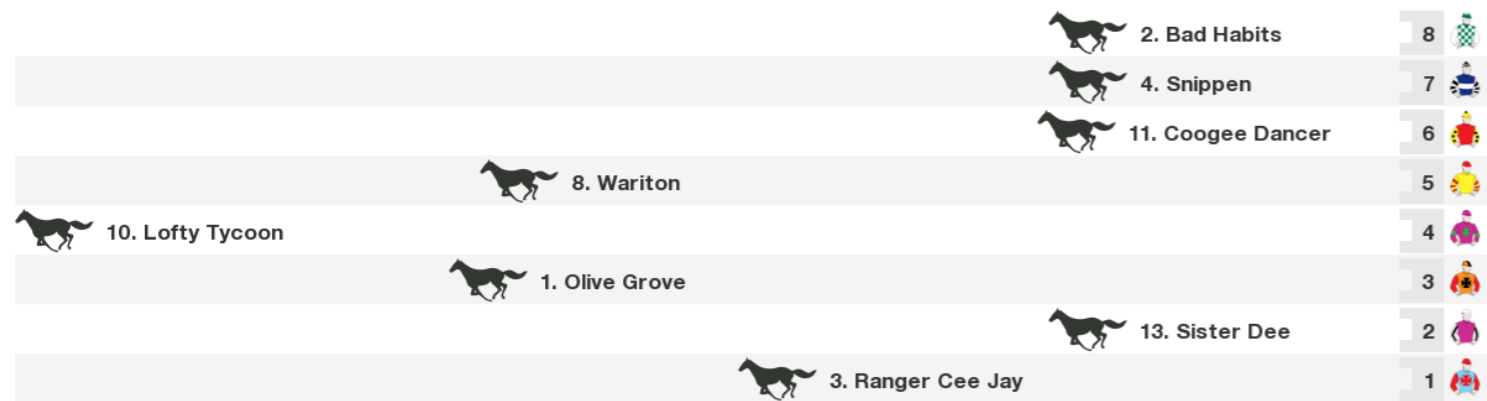 2. Bad Habits 8
4. Snippen 7
11. Coogee Dancer 6
8. Wariton 5
10. Lofty Tycoon 4
1. Olive Grove 3
13. Sister Dee 2
3. Ranger Cee Jay 1